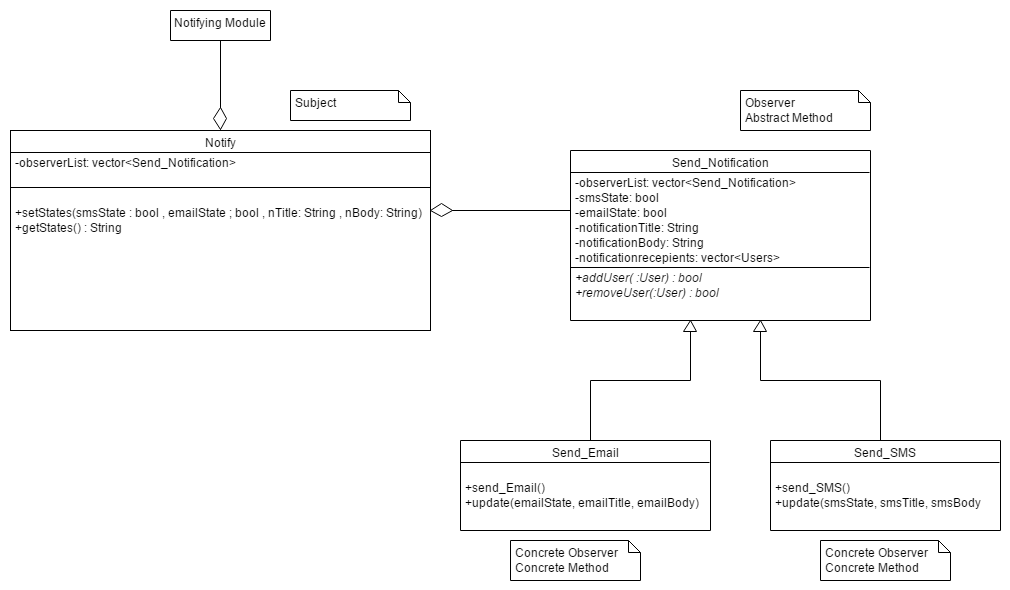 Notifying Module
Subject
Observer
Abstract Method
Notify
-observerList: vector<Send_Notification>
+setStates(smsState : bool , emailState ; bool , nTitle: String , nBody: String)
+getStates() : String
Send_Notification
-observerList: vector<Send_Notification>
-smsState: bool
-emailState: bool
-notificationTitle: String
-notificationBody: String
-notificationrecepients: vector<Users>
+addUser( :User) : bool
+removeUser(:User) : bool
Send_Email
+send_Email()
+update(emailState, emailTitle, emailBody)
Send_SMS
+send_SMS()
+update(smsState, smsTitle, smsBody
Concrete Observer
Concrete Method
Concrete Observer
Concrete Method